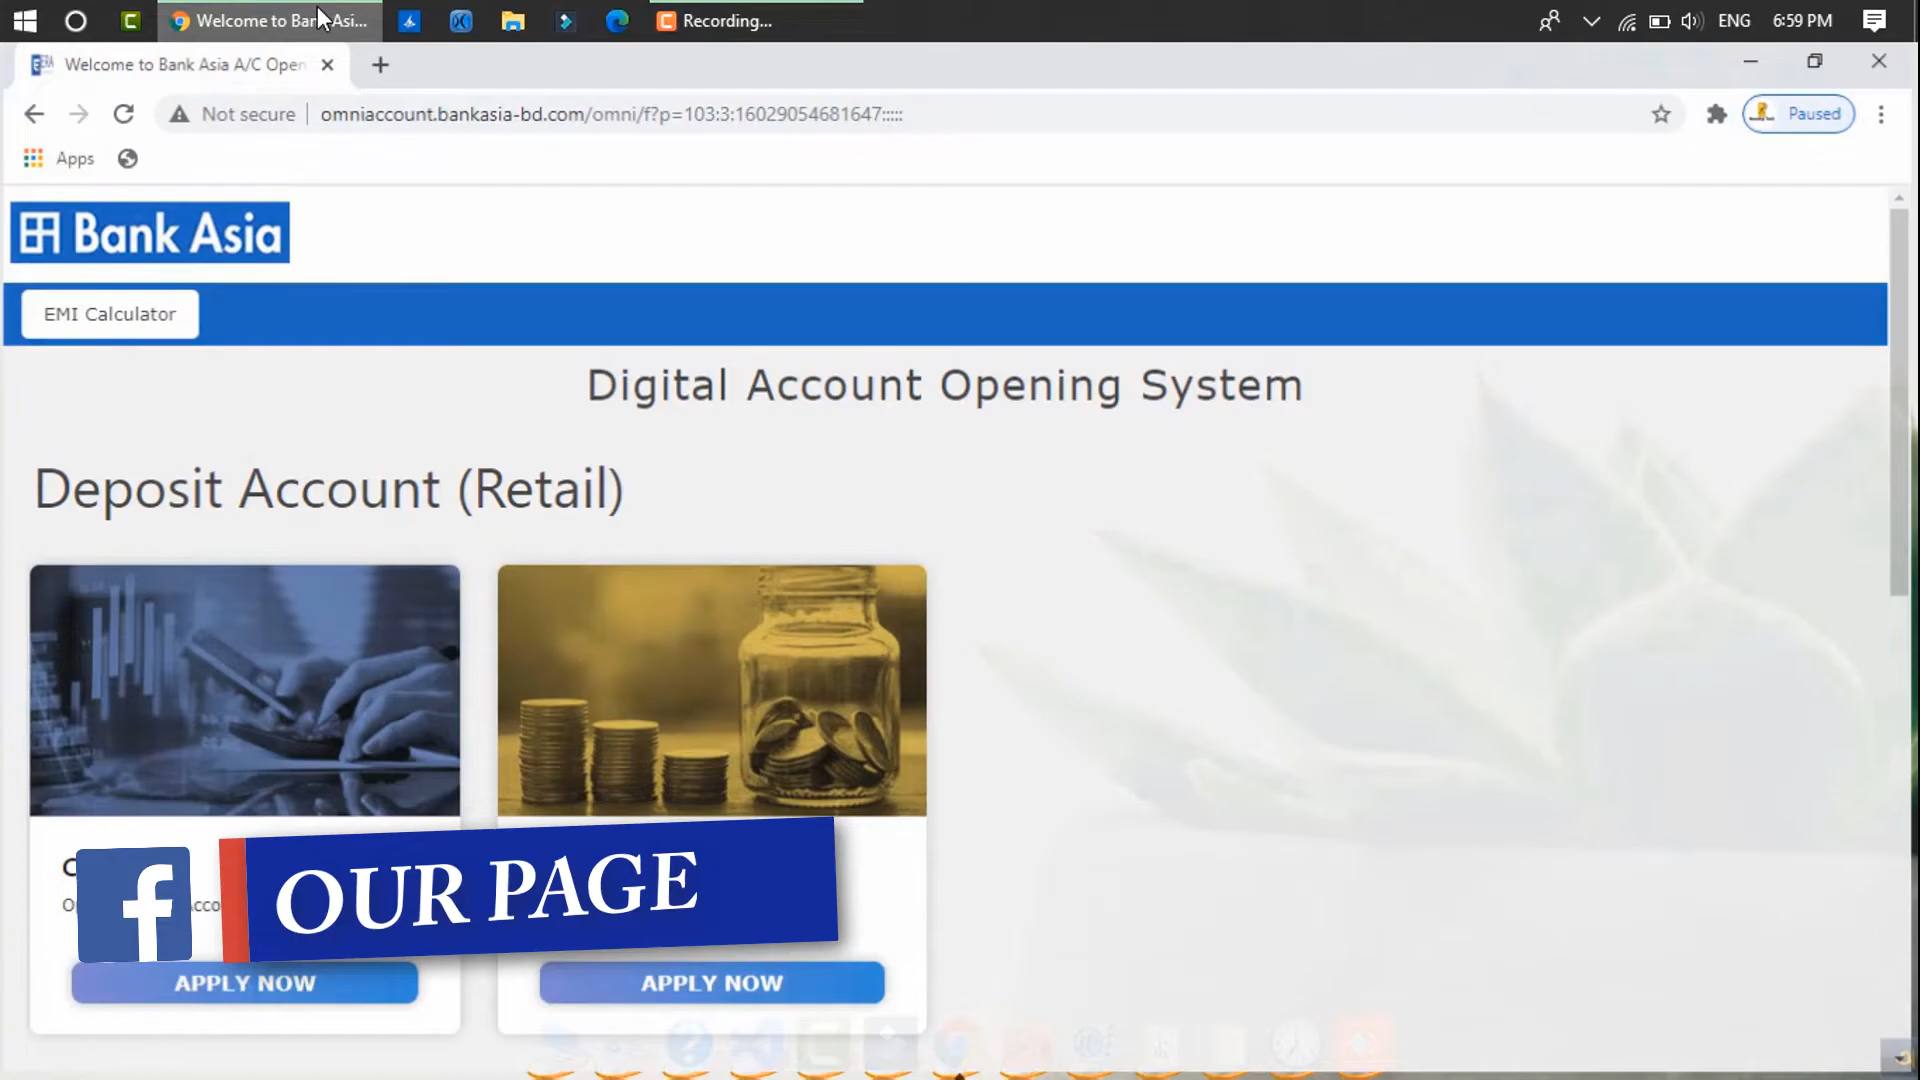 Welcome to Bank Asi...
Recording...
ENG
6:59 PM
Welcome to Bank Asia A/C Open
Not secure
omniaccount.bankasia-bd.com/omni/f?p=103:3:16029054681647:::::
Paused
Apps
Bank Asia
EMI Calculator
Digital Account Opening System
Deposit Account (Retail)
OUR PAGE
APPLY NOW
APPLY NOW